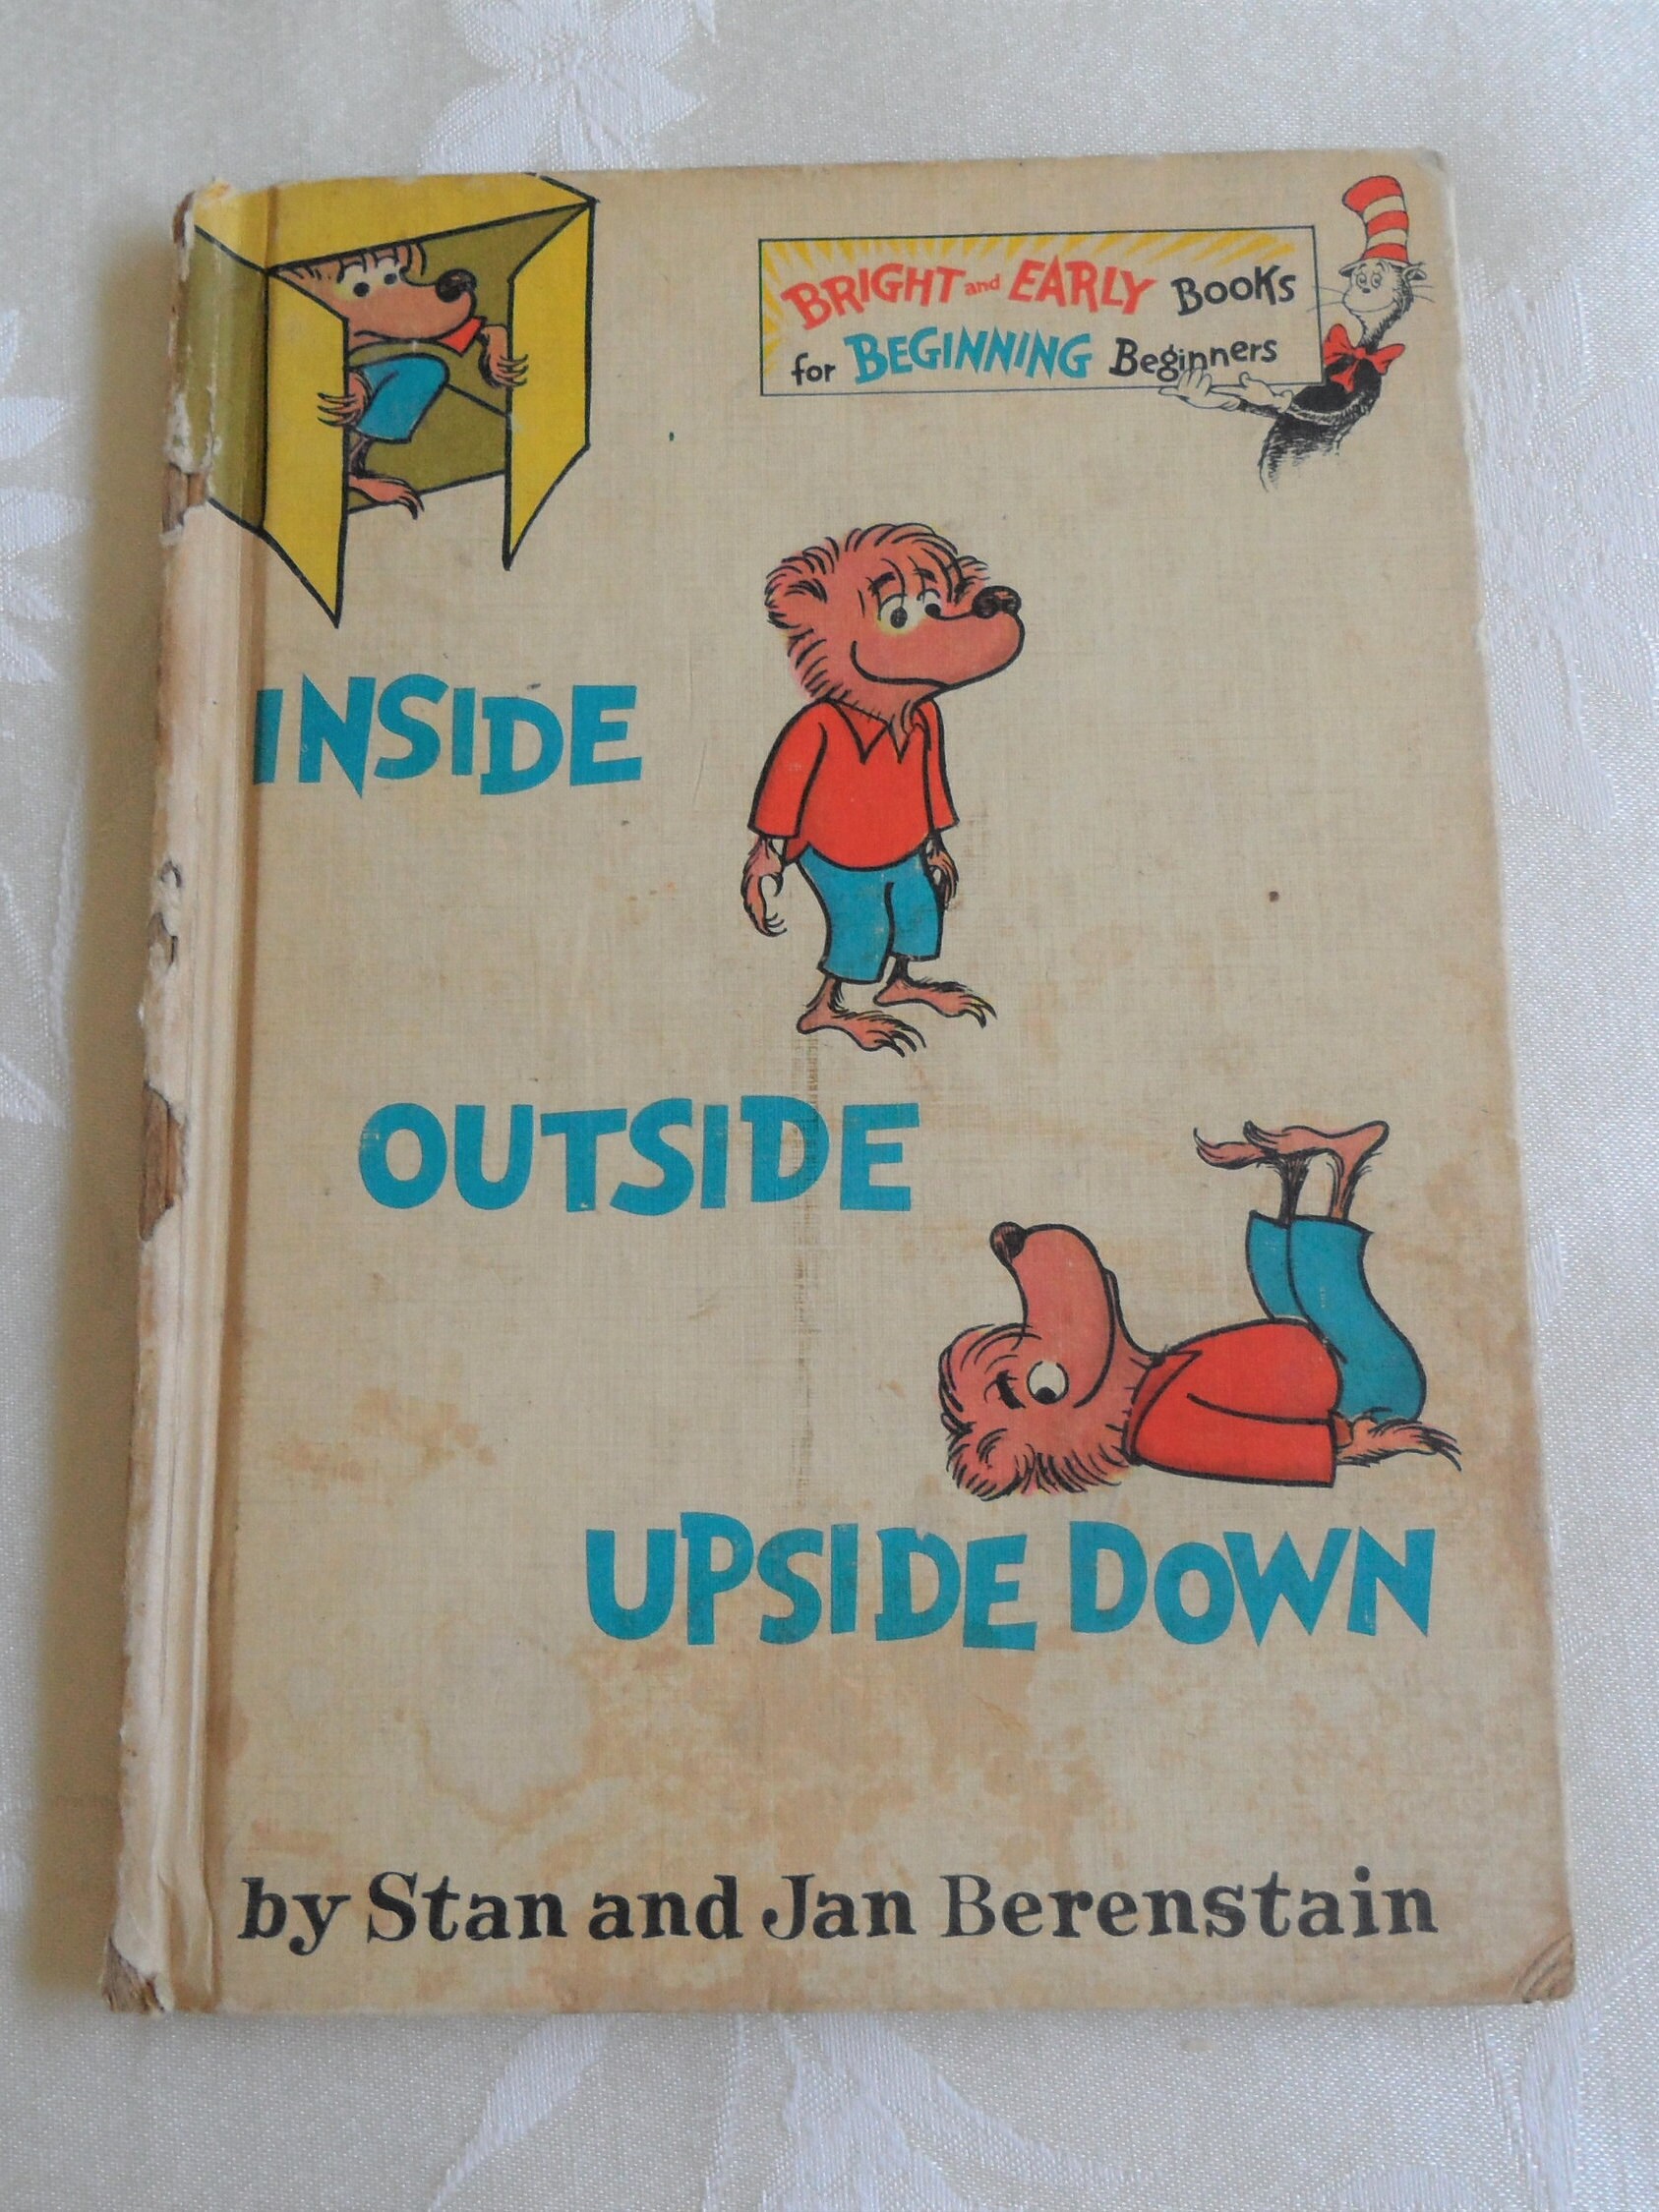 BRIGHT and EARLY BOOKS
for BEGINNING Beginners
INSIDE
OUTSIDE
UPSIDE DOWN
by Stan and Jan Berenstain